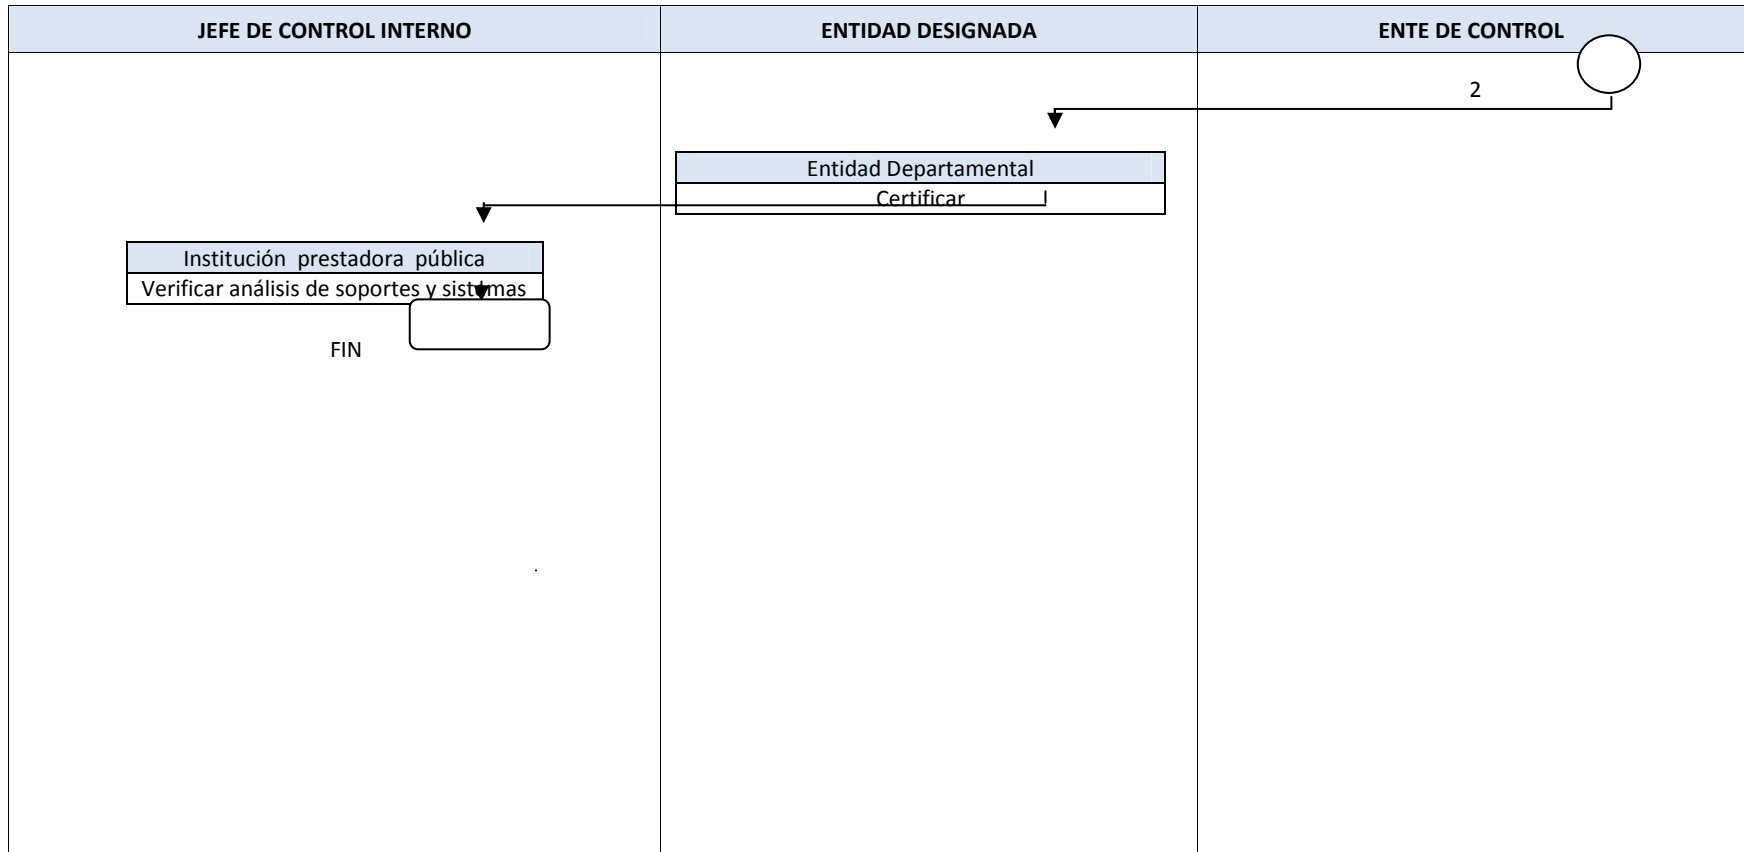 JEFE DE CONTROL INTERNO
ENTIDAD DESIGNADA
ENTE DE CONTROL
2
Entidad Departamental
Certificar
Institución prestadora pública
Verificar análisis de soportes y sistemas
FIN
.